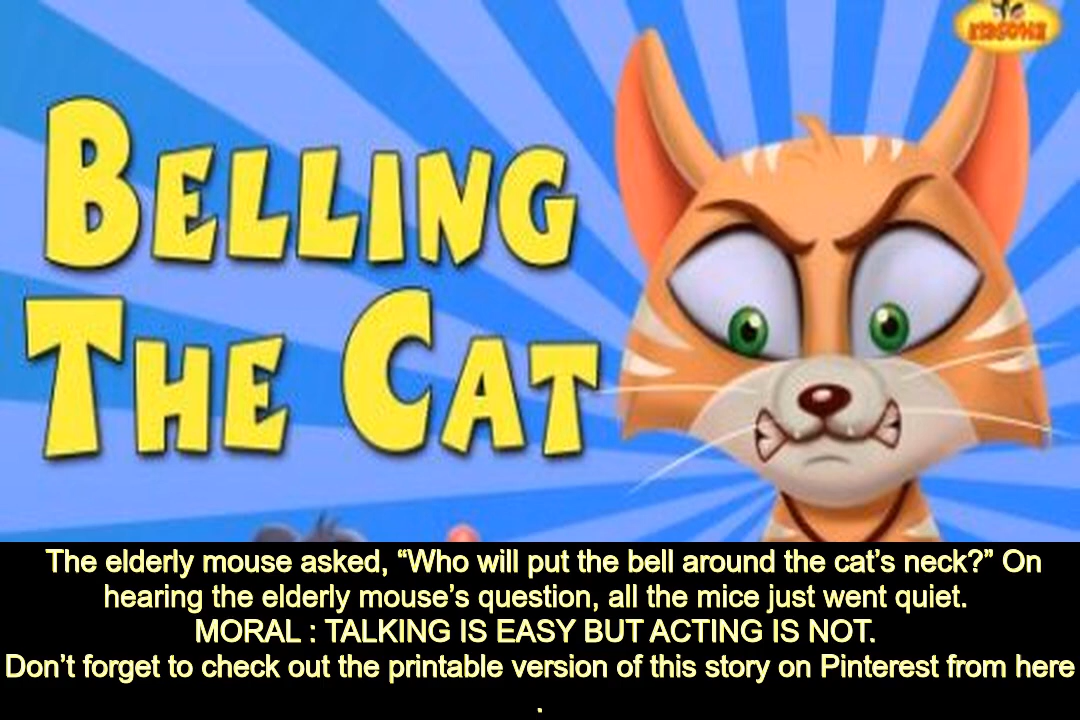 BELLING
THE CAT
The elderly mouse asked, “Who will put the bell around the cat’s neck?” On
hearing the elderly mouse’s question, all the mice just went quiet.
MORAL : TALKING IS EASY BUT ACTING IS NOT.
Don’t forget to check out the printable version of this story on Pinterest from here
.